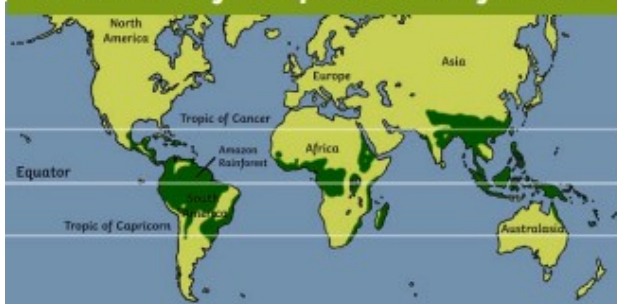 North
America
Europe
Asia
Tropic of Cancer
Africa
Amazon
Rainforest
Equator
South
America
Tropic of Capricorn
Australasia